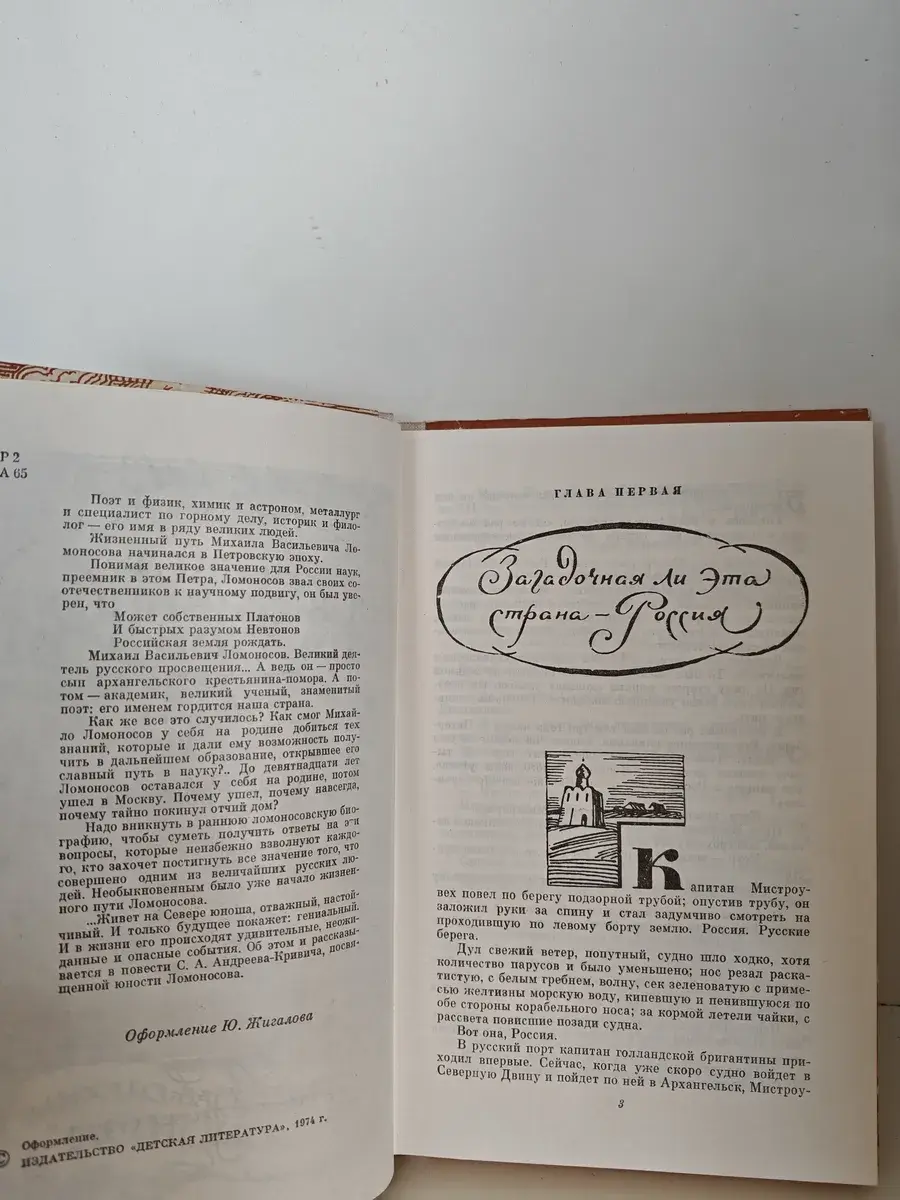 Р 2
А 65
Поэт и физик, химик и астроном, металлург
и специалист по горному делу, историк и фило-
лог — его имя в ряду великих людей.
Жизненный путь Михаила Васильевича Ло-
моносова начинался в Петровскую эпоху.
Понимая великое значение для России наук,
преемник в этом Петра, Ломоносов звал своих со-
отечественников к научному подвигу, он был уве-
рен, что
Может собственных Платонов
И быстрых разумом Невтонов
Российская земля рождать.
Михаил Васильевич Ломоносов. Великий дея-
тель русского просвещения... А ведь он — просто
сын архангельского крестьянина-помора. А по-
том — академик, великий ученый, знаменитый
поэт: его именем гордится наша страна.
Как же все это случилось? Как смог Михай-
ло Ломоносов у себя на родине добиться тех
знаний, которые и дали ему возможность полу-
чить в дальнейшем образование, открывшее его
славный путь в науку?.. До девятнадцати лет
Ломоносов оставался у себя на родине, потом
ушел в Москву. Почему ушел, почему навсегда,
почему тайно покинул отчий дом?
Надо вникнуть в раннюю ломоносовскую био-
графию, чтобы суметь получить ответы на эти
вопросы, которые неизбежно взволнуют каждо-
го, кто захочет постигнуть все значение того, что
совершено одним из величайших русских лю-
дей. Необыкновенным было уже начало жизнен-
ного пути Ломоносова.
...Живет на Севере юноша, отважный, настой-
чивый. И только будущее покажет: гениальный.
И в жизни его происходят удивительные, неожи-
данные и опасные события. Об этом и рассказы-
вается в повести С. А. Андреева-Кривича, посвя-
щенной юности Ломоносова.
Оформление Ю. Жигалова
© Оформление.
ИЗДАТЕЛЬСТВО «ДЕТСКАЯ ЛИТЕРАТУРА», 1974 г.
ГЛАВА ПЕРВАЯ
Загадочная ли эта
страна — Россия
Капитан Мистроу-
вех повел по берегу подзорной трубой; опустив трубу, он
заложил руки за спину и стал задумчиво смотреть на
проходившую по левому борту землю. Россия. Русские
берега.
Дул свежий ветер, попутный, судно шло ходко, хотя
количество парусов и было уменьшено; нос резал раска-
тистую, с белым гребнем, волну, сек зеленоватую с приме-
сью желтизны морскую воду, кипевшую и пенившуюся по
обе стороны корабельного носа; за кормой летели чайки, с
рассвета повисшие позади судна.
Вот она, Россия.
В русский порт капитан голландской бригантины при-
ходил впервые. Сейчас, когда уже скоро судно войдет в
Северную Двину и пойдет по ней в Архангельск, Мистроу-
3